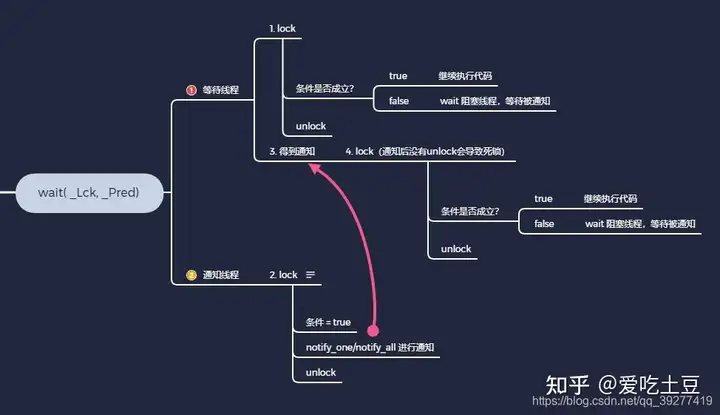 1. lock
条件是否成立？
true 继续执行代码
false wait 阻塞线程，等待被通知
unlock
1 等待线程
3. 得到通知
4. lock（通知后没有unlock会导致死锁）
条件是否成立？
true 继续执行代码
false wait 阻塞线程，等待被通知
unlock
wait( _Lck, _Pred)
2 通知线程
2. lock
条件 = true
notify_one/notify_all 进行通知
unlock
知乎 @爱吃土豆
https://blog.csdn.net/qq_39277419